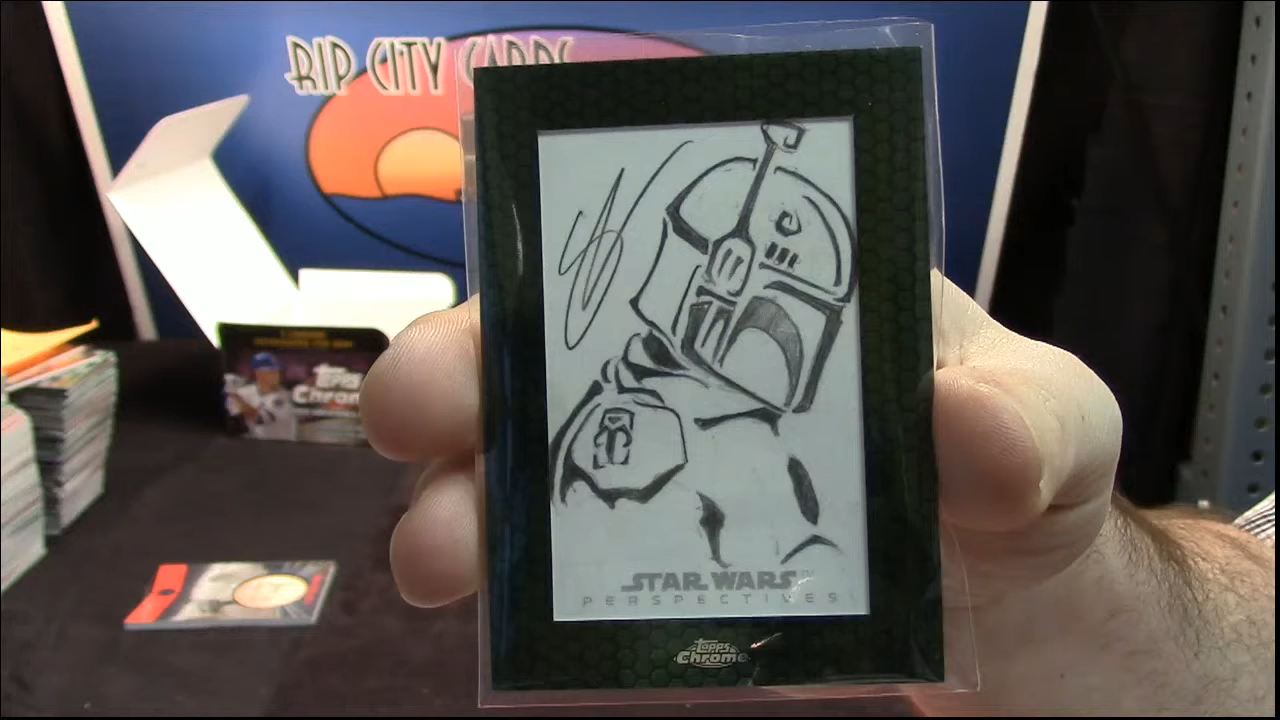 RIP CITY CARDS
STAR WARS
PERSPECTIVES
Topps
Chrome
Topps
Chrome